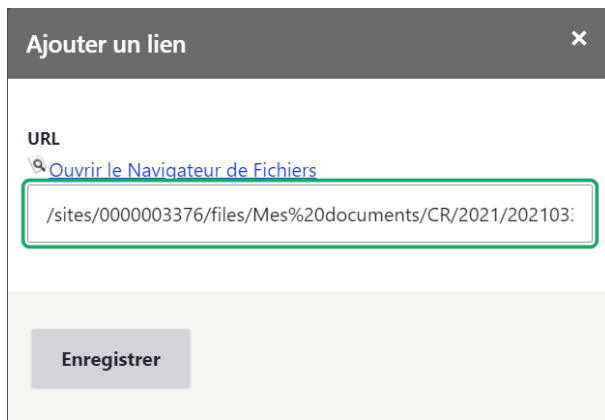 Ajouter un lien ×
URL
Ouvrir le Navigateur de Fichiers
/sites/0000003376/files/Mes%20documents/CR/2021/202103
Enregistrer